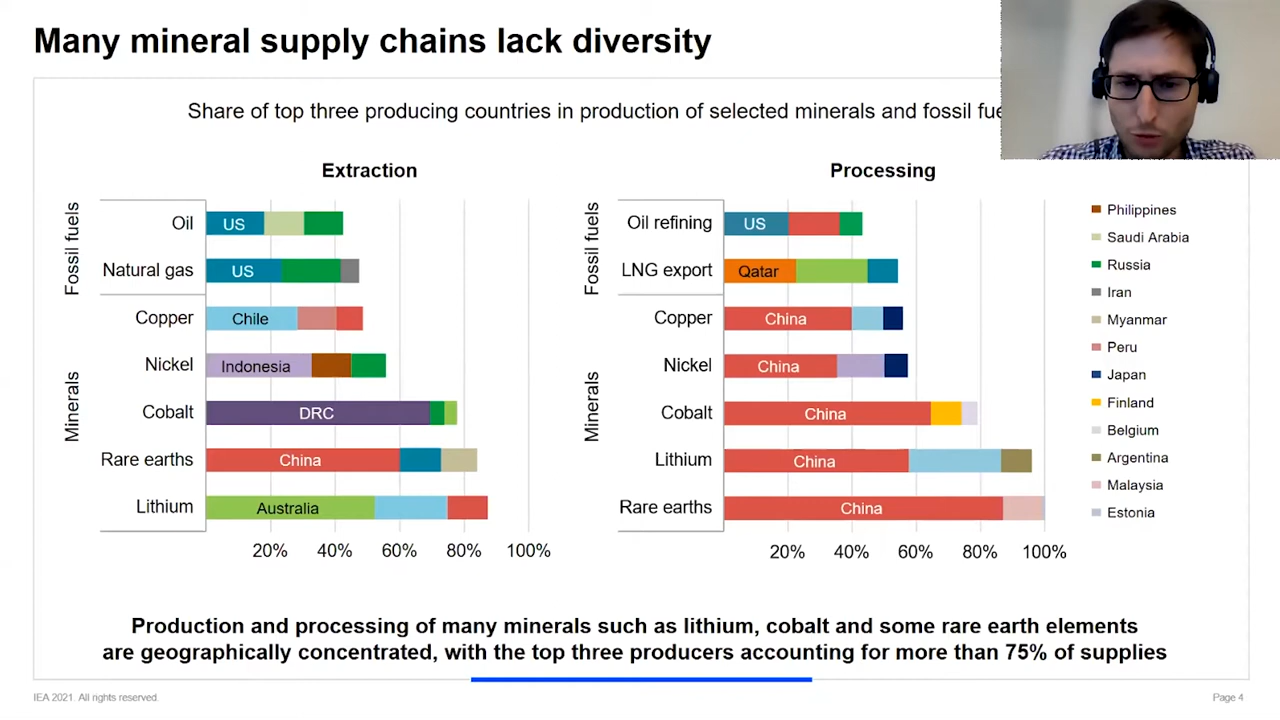 Many mineral supply chains lack diversity
Share of top three producing countries in production of selected minerals and fossil
Extraction
Fossil fuels
Oil
US
Natural gas
US
Minerals
Copper
Chile
Nickel
Indonesia
Cobalt
DRC
Rare earths
China
Lithium
Australia
20% 40% 60% 80% 100%
Processing
Fossil fuels
Oil refining
US
LNG export
Qatar
Minerals
Copper
China
Nickel
China
Cobalt
China
Lithium
China
Rare earths
China
20% 40% 60% 80% 100%
Philippines
Saudi Arabia
Russia
Iran
Myanmar
Peru
Japan
Finland
Belgium
Argentina
Malaysia
Estonia
Production and processing of many minerals such as lithium, cobalt and some rare earth elements
are geographically concentrated, with the top three producers accounting for more than 75% of supplies
IEA 2021. All rights reserved.
Page 4